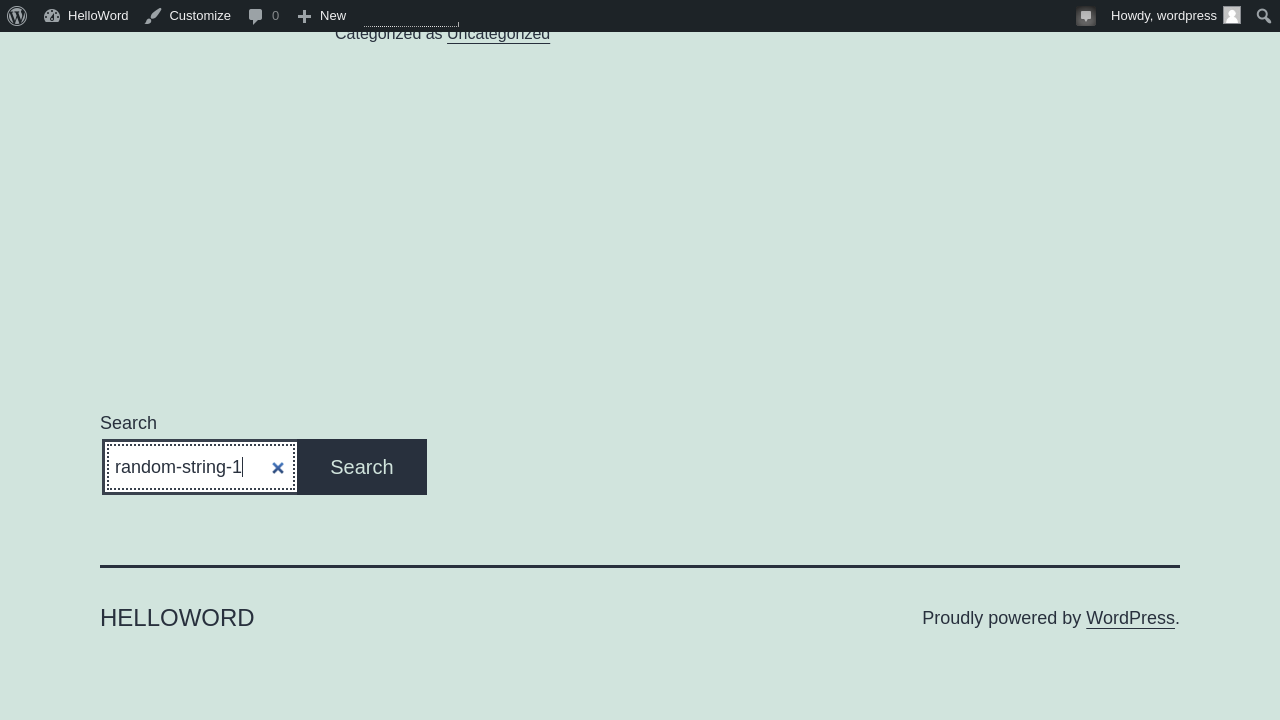 HelloWord Customize 0 New Howdy, wordpress
Categorized as Uncategorized
Search
random-string-1 Search
HELLOWORD Proudly powered by WordPress.